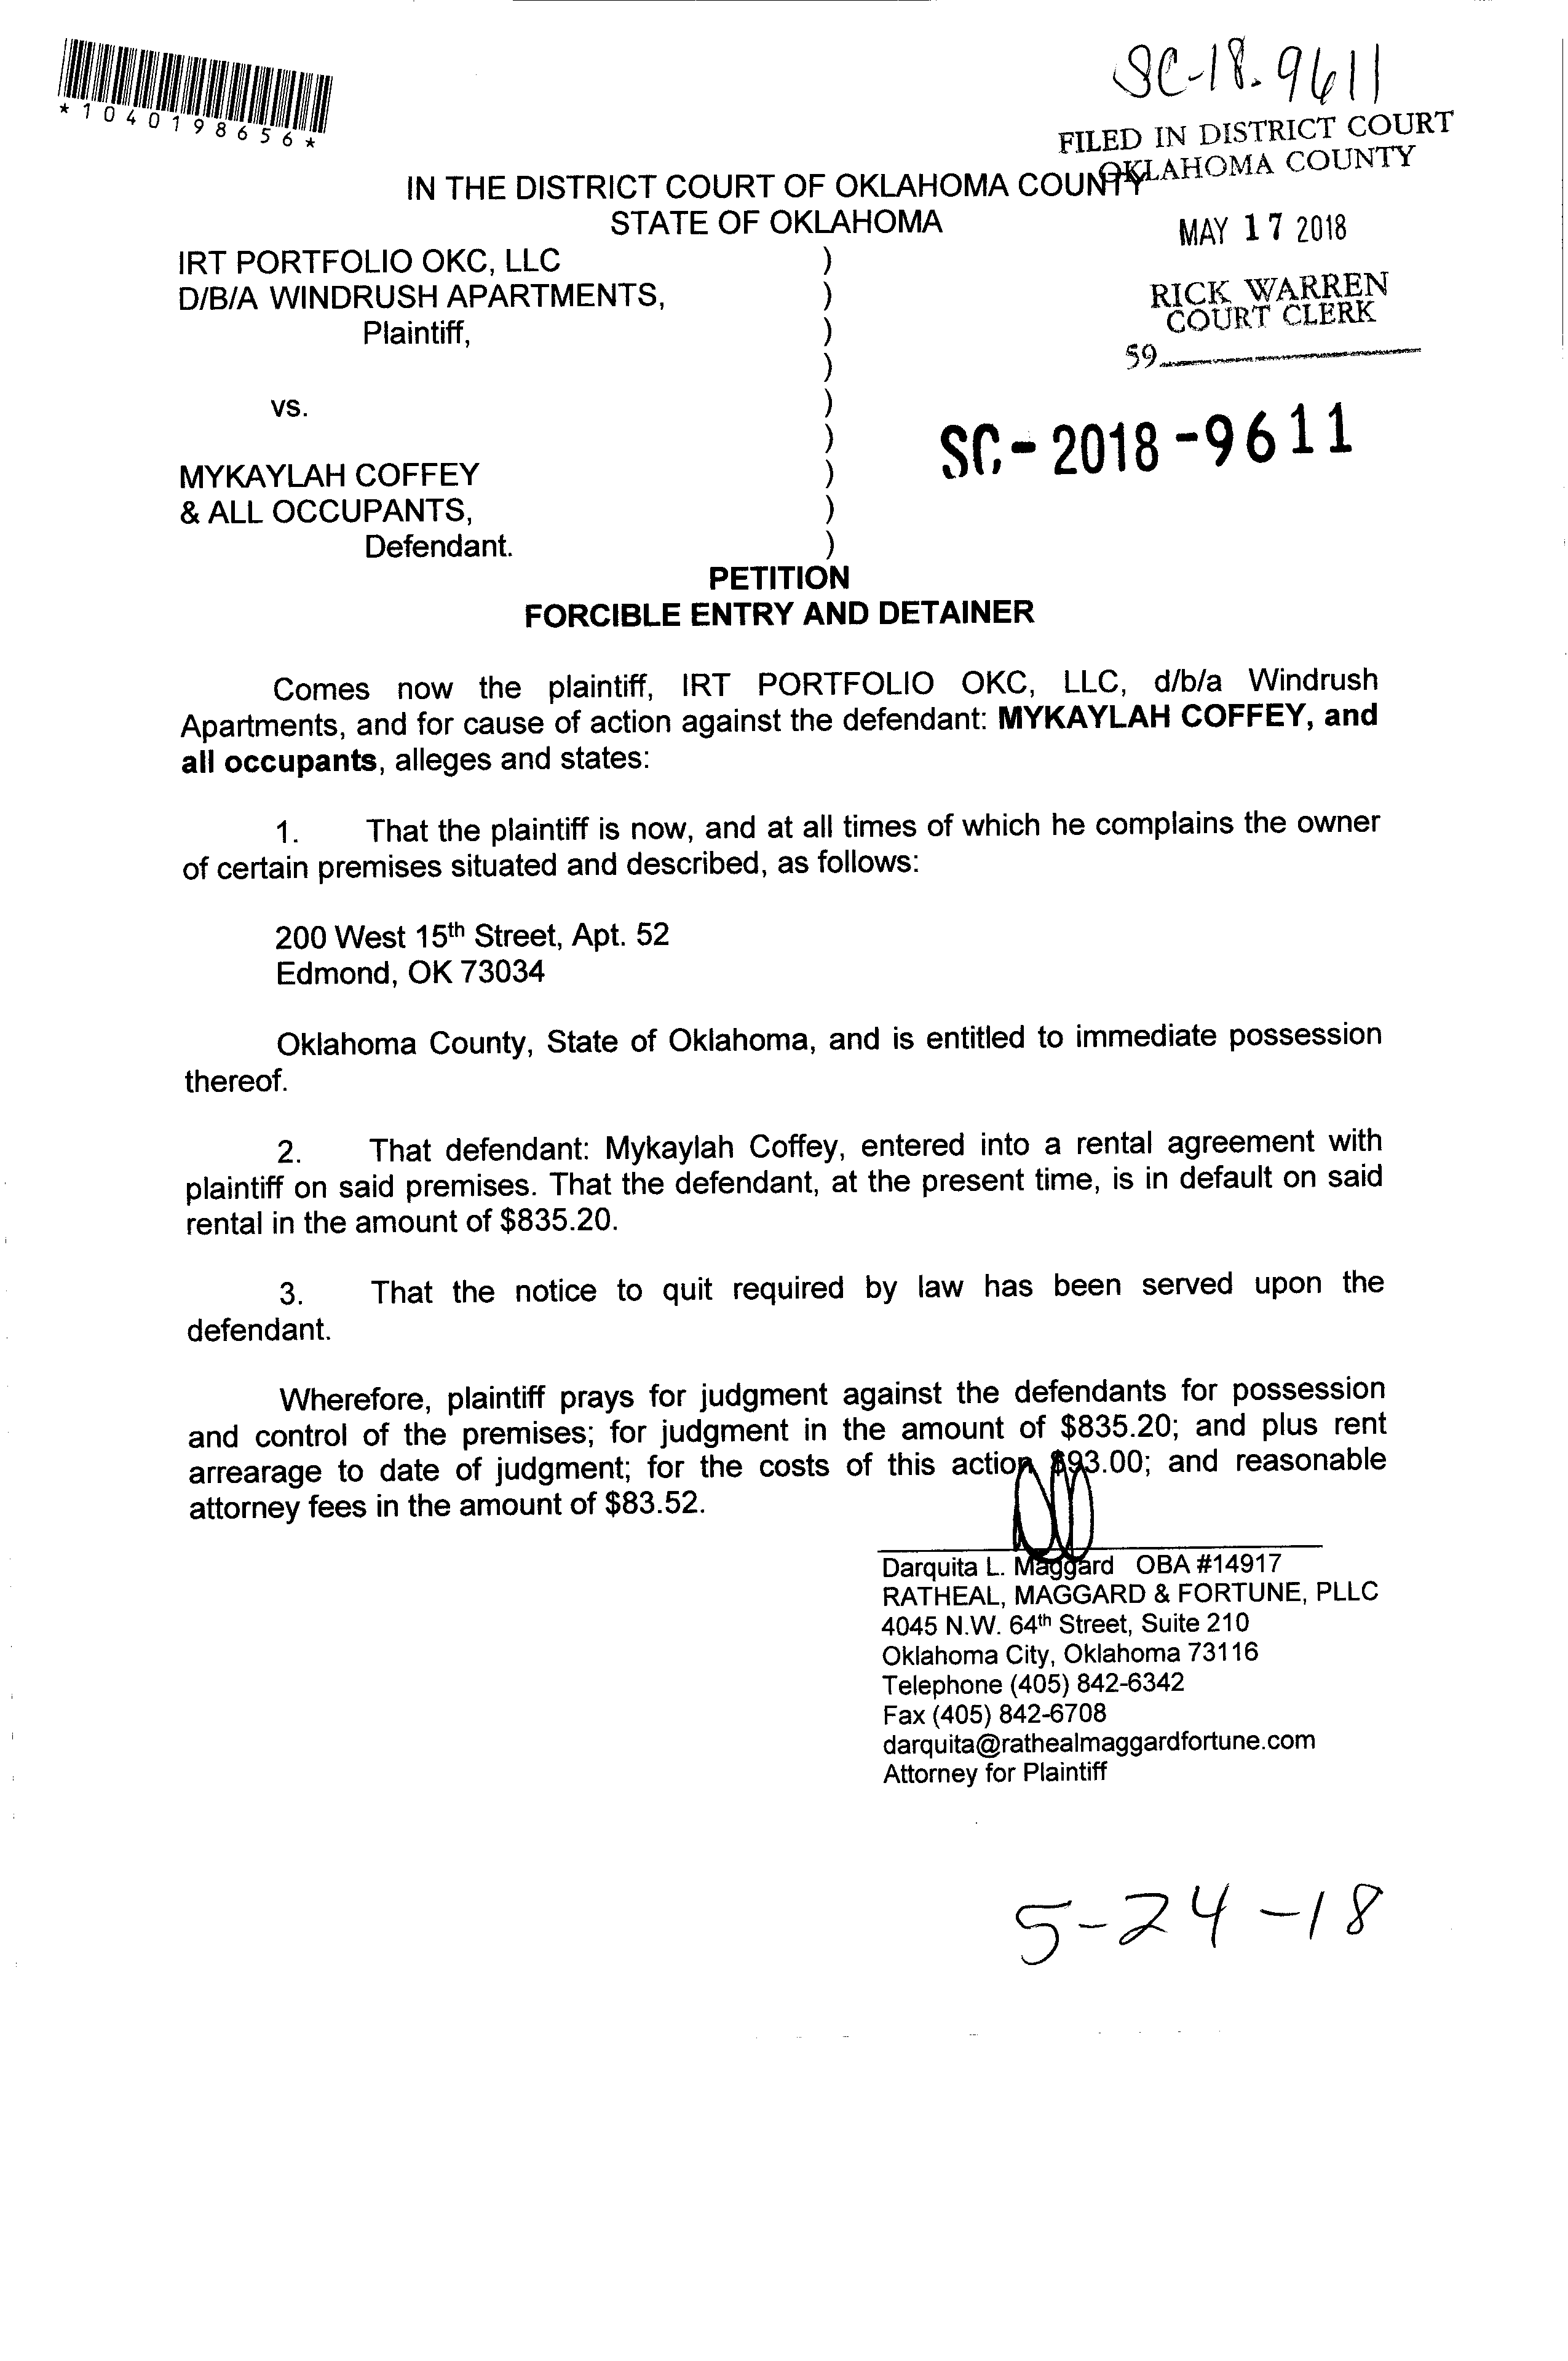 SC-18-9611
*1040198656*
FILED IN DISTRICT COURT
OKLAHOMA COUNTY
IN THE DISTRICT COURT OF OKLAHOMA COUNTY
STATE OF OKLAHOMA
MAY 17 2018
IRT PORTFOLIO OKC, LLC )
D/B/A WINDRUSH APARTMENTS, )
Plaintiff, )
RICK WARREN
COURT CLERK
)
59
vs. )
)
SC-2018-9611
MYKAYLAH COFFEY )
& ALL OCCUPANTS, )
Defendant. )
PETITION
FORCIBLE ENTRY AND DETAINER
Comes now the plaintiff, IRT PORTFOLIO OKC, LLC, d/b/a Windrush
Apartments, and for cause of action against the defendant: MYKAYLAH COFFEY, and
all occupants, alleges and states:
1. That the plaintiff is now, and at all times of which he complains the owner
of certain premises situated and described, as follows:
200 West 15th Street, Apt. 52
Edmond, OK 73034
Oklahoma County, State of Oklahoma, and is entitled to immediate possession
thereof.
2. That defendant: Mykaylah Coffey, entered into a rental agreement with
plaintiff on said premises. That the defendant, at the present time, is in default on said
rental in the amount of $835.20.
3. That the notice to quit required by law has been served upon the
defendant.
Wherefore, plaintiff prays for judgment against the defendants for possession
and control of the premises; for judgment in the amount of $835.20; and plus rent
arrearage to date of judgment; for the costs of this action $93.00; and reasonable
attorney fees in the amount of $83.52.
Darquita L. Maggard OBA #14917
RATHEAL, MAGGARD & FORTUNE, PLLC
4045 N.W. 64th Street, Suite 210
Oklahoma City, Oklahoma 73116
Telephone (405) 842-6342
Fax (405) 842-6708
darquita@rathealmaggardfortune.com
Attorney for Plaintiff
5-24-18